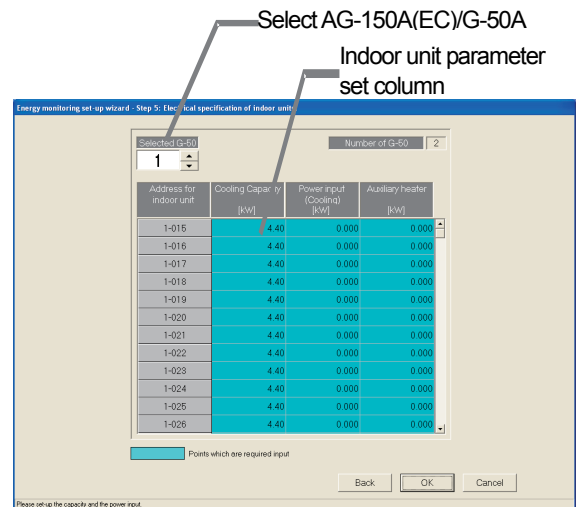 Select AG-150A(EC)/G-50A
Indoor unit parameter
set column
Energy monitoring set-up wizard - Step 5: Electrical specification of indoor units
Selected G-50
Number of G-50 2
1
Address for indoor unit Cooling Capacity [kW] Power input (Cooling) [kW] Auxiliary heater [kW]
1-015 4.40 0.000 0.000
1-016 4.40 0.000 0.000
1-017 4.40 0.000 0.000
1-018 4.40 0.000 0.000
1-019 4.40 0.000 0.000
1-020 4.40 0.000 0.000
1-021 4.40 0.000 0.000
1-022 4.40 0.000 0.000
1-023 4.40 0.000 0.000
1-024 4.40 0.000 0.000
1-025 4.40 0.000 0.000
1-026 4.40 0.000 0.000
Points which are required input
Back OK Cancel
Please set-up the capacity and the power input.